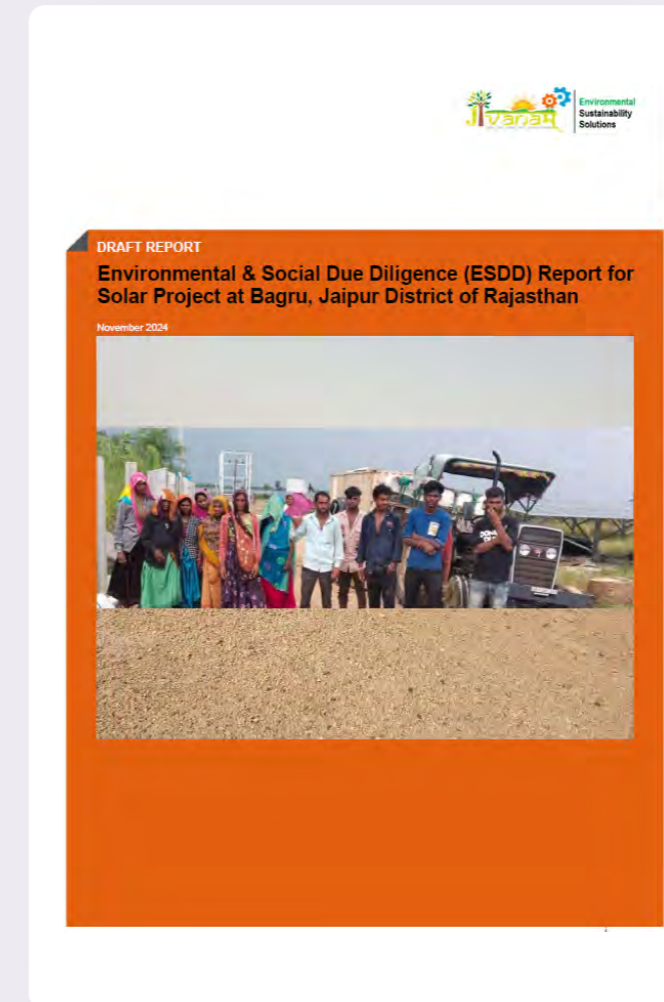 Jivanam
Environmental
Sustainability
Solutions
DRAFT REPORT
Environmental & Social Due Diligence (ESDD) Report for
Solar Project at Bagru, Jaipur District of Rajasthan
November 2024